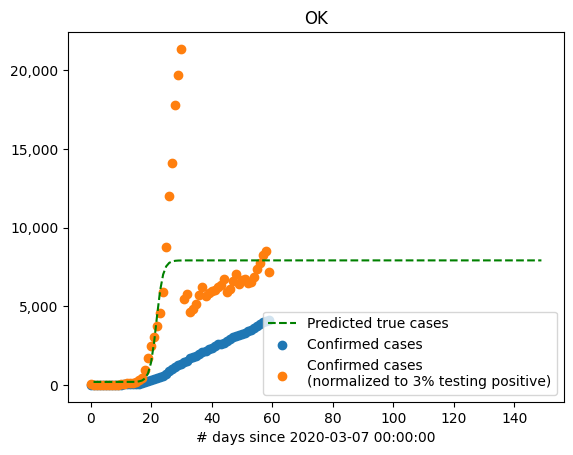 OK
20,000
15,000
10,000
5,000
0
Predicted true cases
Confirmed cases
Confirmed cases
(normalized to 3% testing positive)
0 20 40 60 80 100 120 140
# days since 2020-03-07 00:00:00